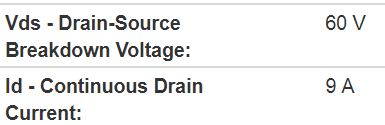 Vds - Drain-Source 60 V
Breakdown Voltage:
Id - Continuous Drain 9 A
Current: